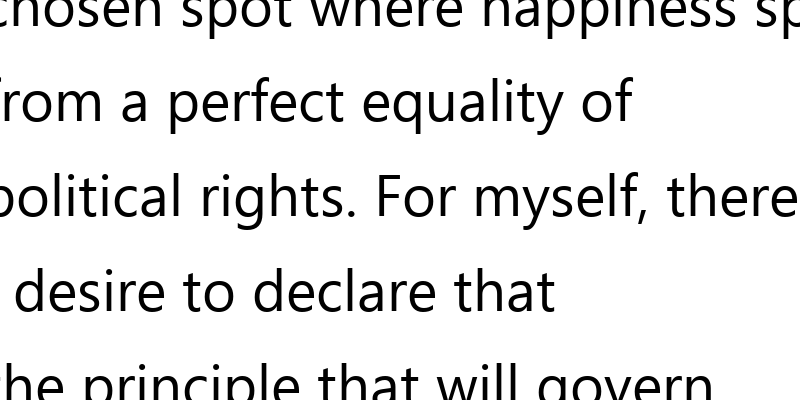 chosen spot where happiness sp
from a perfect equality of
political rights. For myself, there
desire to declare that
the principle that will govern